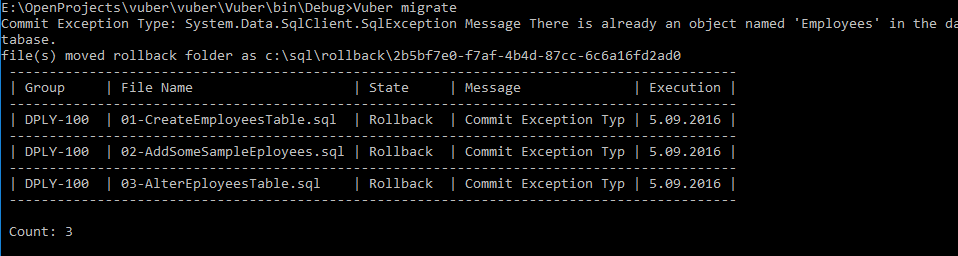 E:\OpenProjects\vuber\vuber\Vuber\bin\Debug>Vuber migrate
Commit Exception Type: System.Data.SqlClient.SqlException Message There is already an object named 'Employees' in the da
tabase.
file(s) moved rollback folder as c:\sql\rollback\2b5bf7e0-f7af-4b4d-87cc-6c6a16fd2ad0
| Group | File Name | State | Message | Execution |
| DPLY-100 | 01-CreateEmployeesTable.sql | Rollback | Commit Exception Typ | 5.09.2016 |
| DPLY-100 | 02-AddSomeSampleEployees.sql | Rollback | Commit Exception Typ | 5.09.2016 |
| DPLY-100 | 03-AlterEployeesTable.sql | Rollback | Commit Exception Typ | 5.09.2016 |
Count: 3